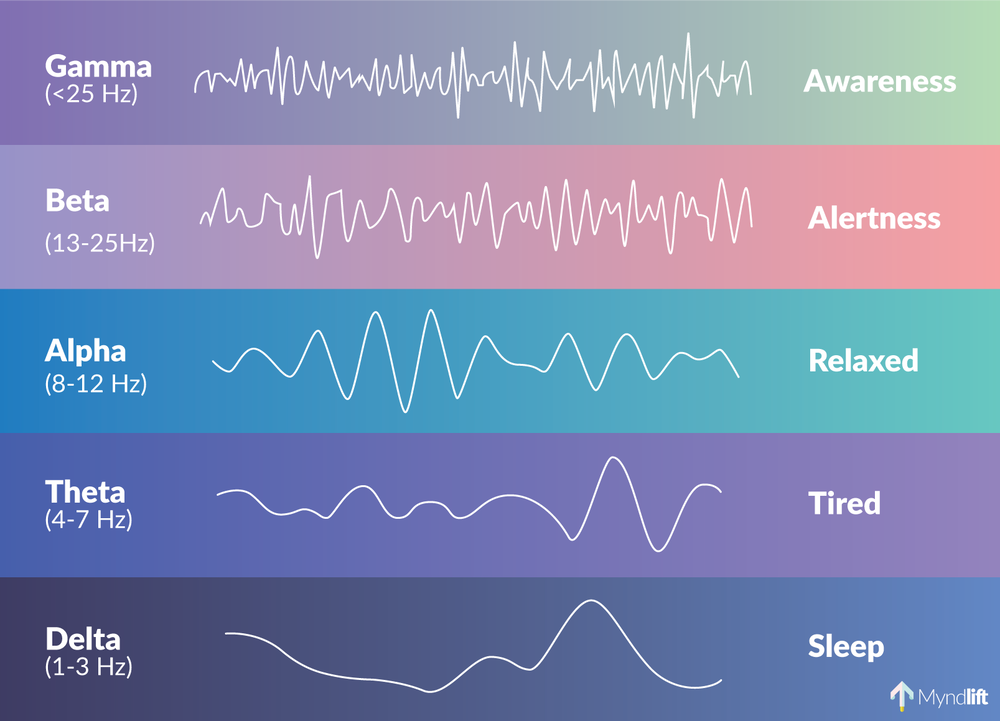 Gamma
(<25 Hz)
Awareness
Beta
(13-25Hz)
Alertness
Alpha
(8-12 Hz)
Relaxed
Theta
(4-7 Hz)
Tired
Delta
(1-3 Hz)
Sleep
Myndlift